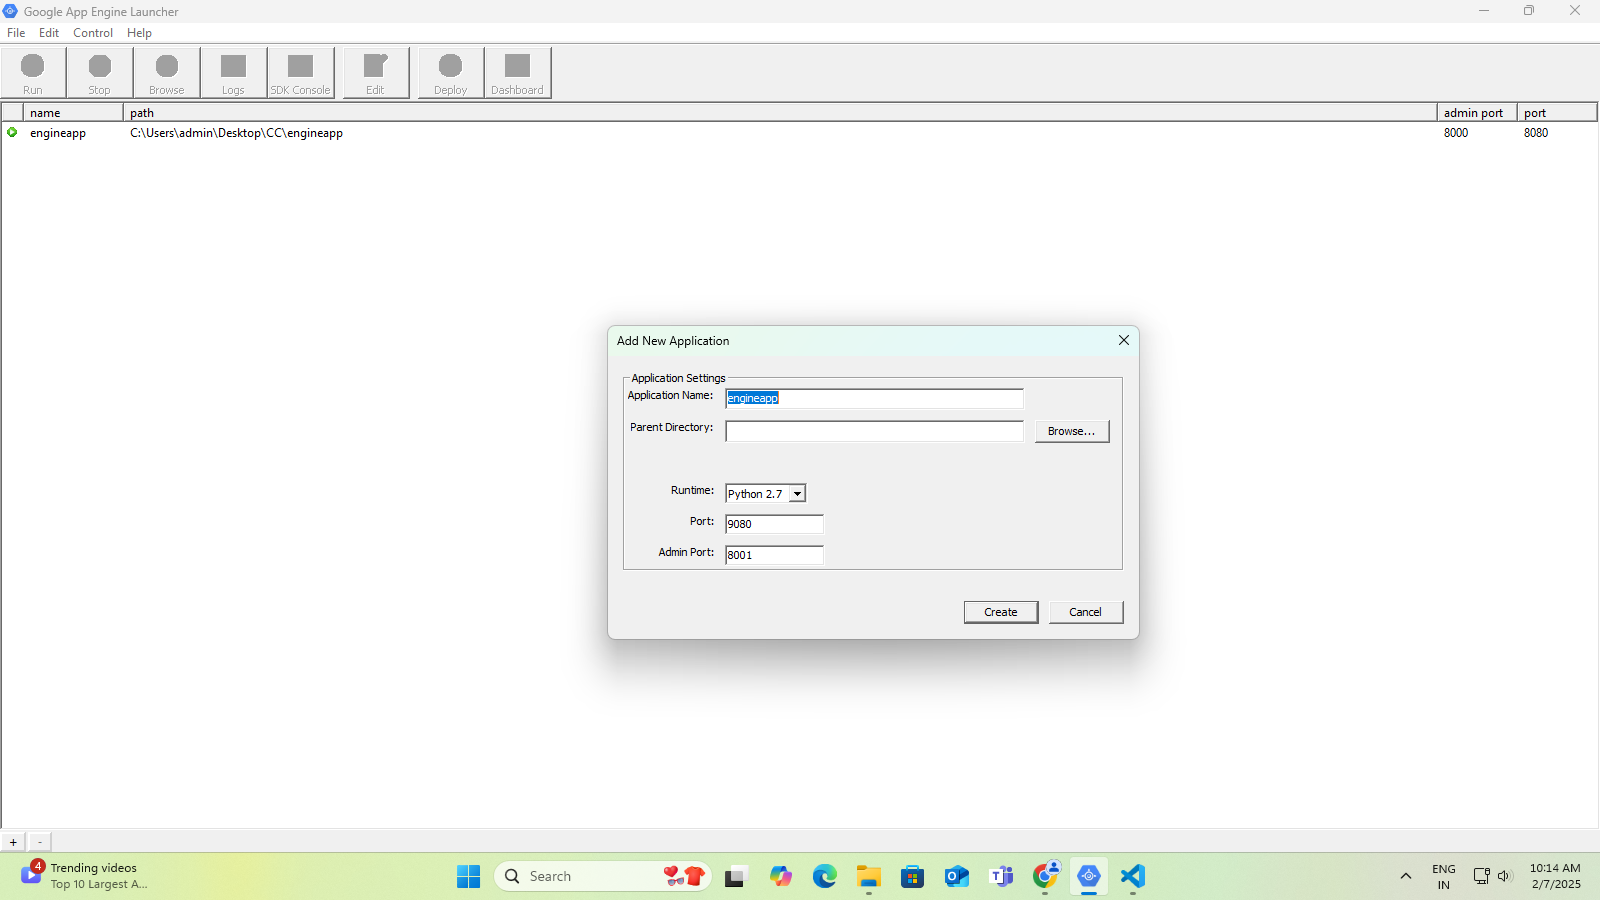 Google App Engine Launcher
File Edit Control Help
Run Stop Browse Logs SDK Console Edit Deploy Dashboard
name path admin port port
engineapp C:\Users\admin\Desktop\CC\engineapp 8000 8080
Add New Application
Application Settings
Application Name: engineapp
Parent Directory: Browse...
Runtime: Python 2.7
Port: 9080
Admin Port: 8001
Create Cancel
+ -
4 Trending videos
Top 10 Largest A...
Search
ENG
IN
10:14 AM
2/7/2025